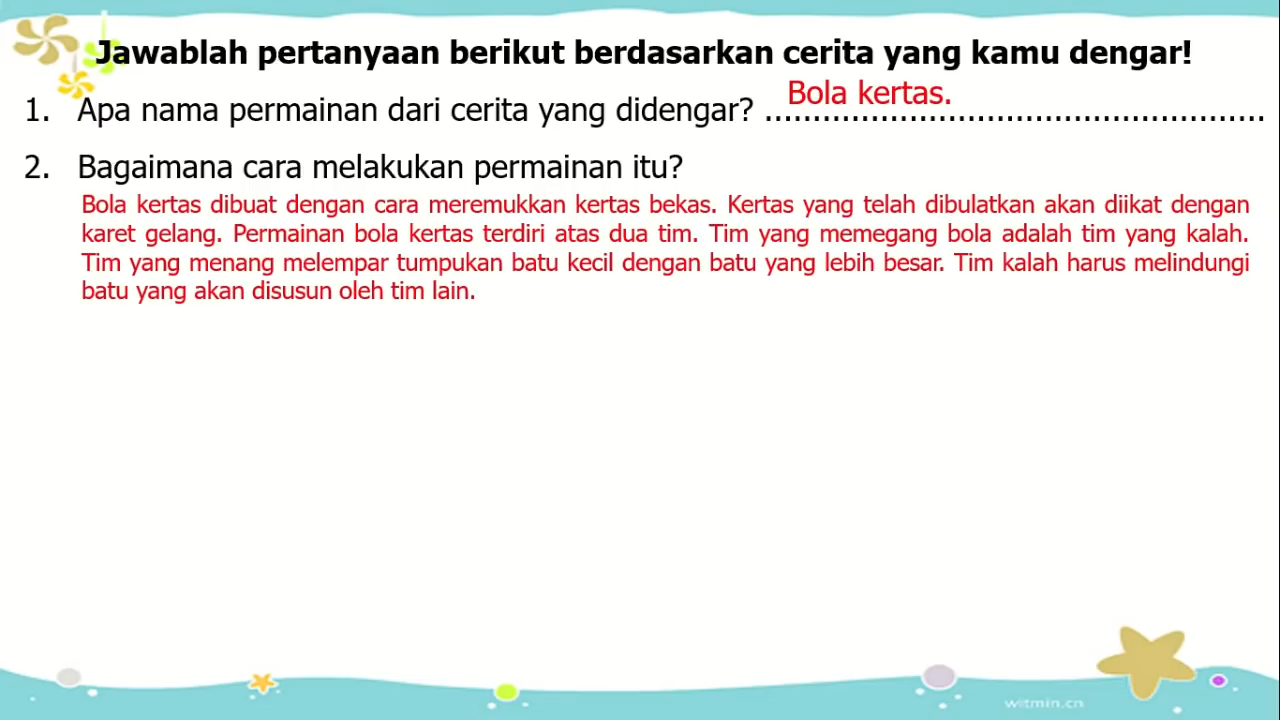 Jawablah pertanyaan berikut berdasarkan cerita yang kamu dengar!
1. Apa nama permainan dari cerita yang didengar? ....................................................
Bola kertas.
2. Bagaimana cara melakukan permainan itu?
Bola kertas dibuat dengan cara meremukkan kertas bekas. Kertas yang telah dibulatkan akan diikat dengan
karet gelang. Permainan bola kertas terdiri atas dua tim. Tim yang memegang bola adalah tim yang kalah.
Tim yang menang melempar tumpukan batu kecil dengan batu yang lebih besar. Tim kalah harus melindungi
batu yang akan disusun oleh tim lain.
witmin.cn